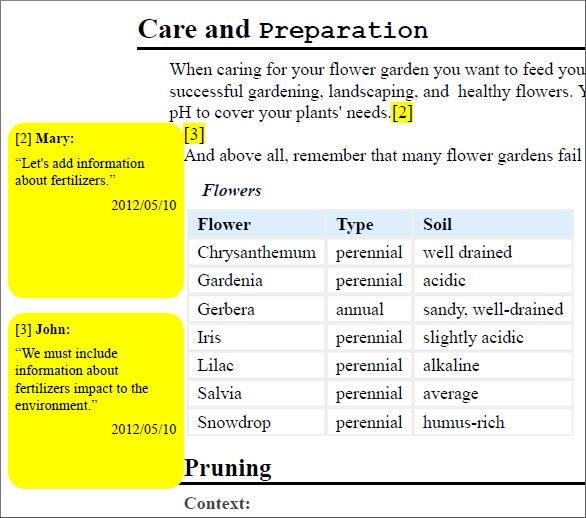 Care and Preparation
When caring for your flower garden you want to feed you
successful gardening, landscaping, and healthy flowers. Y
pH to cover your plants' needs.[2]
[3]
And above all, remember that many flower gardens fail
[2] Mary:
“Let's add information
about fertilizers.”
2012/05/10
[3] John:
“We must include
information about
fertilizers impact to the
environment.”
2012/05/10
Flowers
Flower Type Soil
Chrysanthemum perennial well drained
Gardenia perennial acidic
Gerbera annual sandy, well-drained
Iris perennial slightly acidic
Lilac perennial alkaline
Salvia perennial average
Snowdrop perennial humus-rich
Pruning
Context: